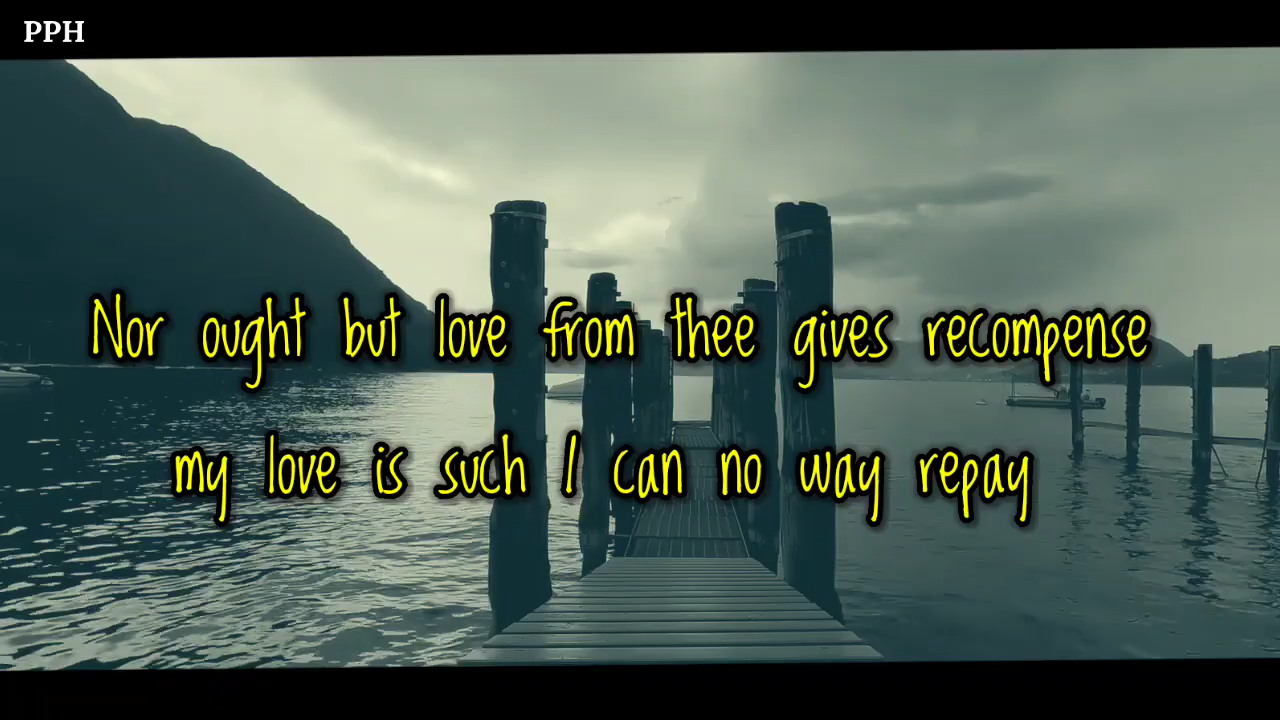 PPH
Nor ought but love from thee gives recompense
my love is such I can no way repay